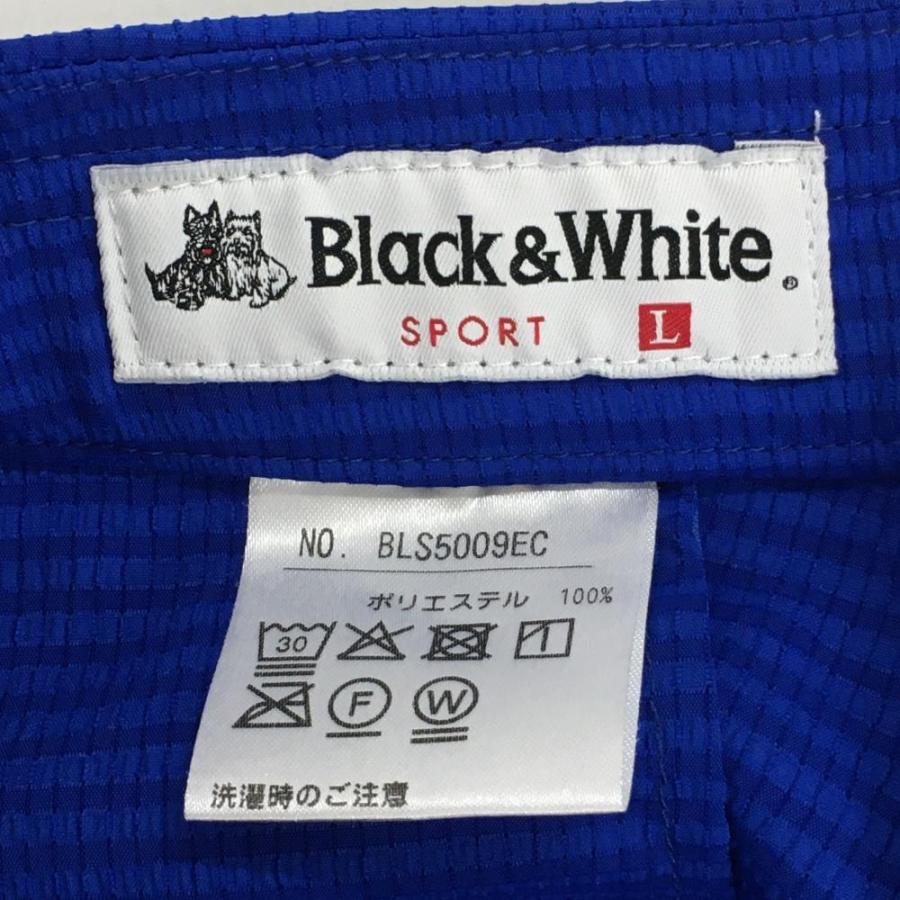 Black&White®
SPORT L
NO. BLS5009EC
ポリエステル 100%
30
F W
洗濯時のご注意